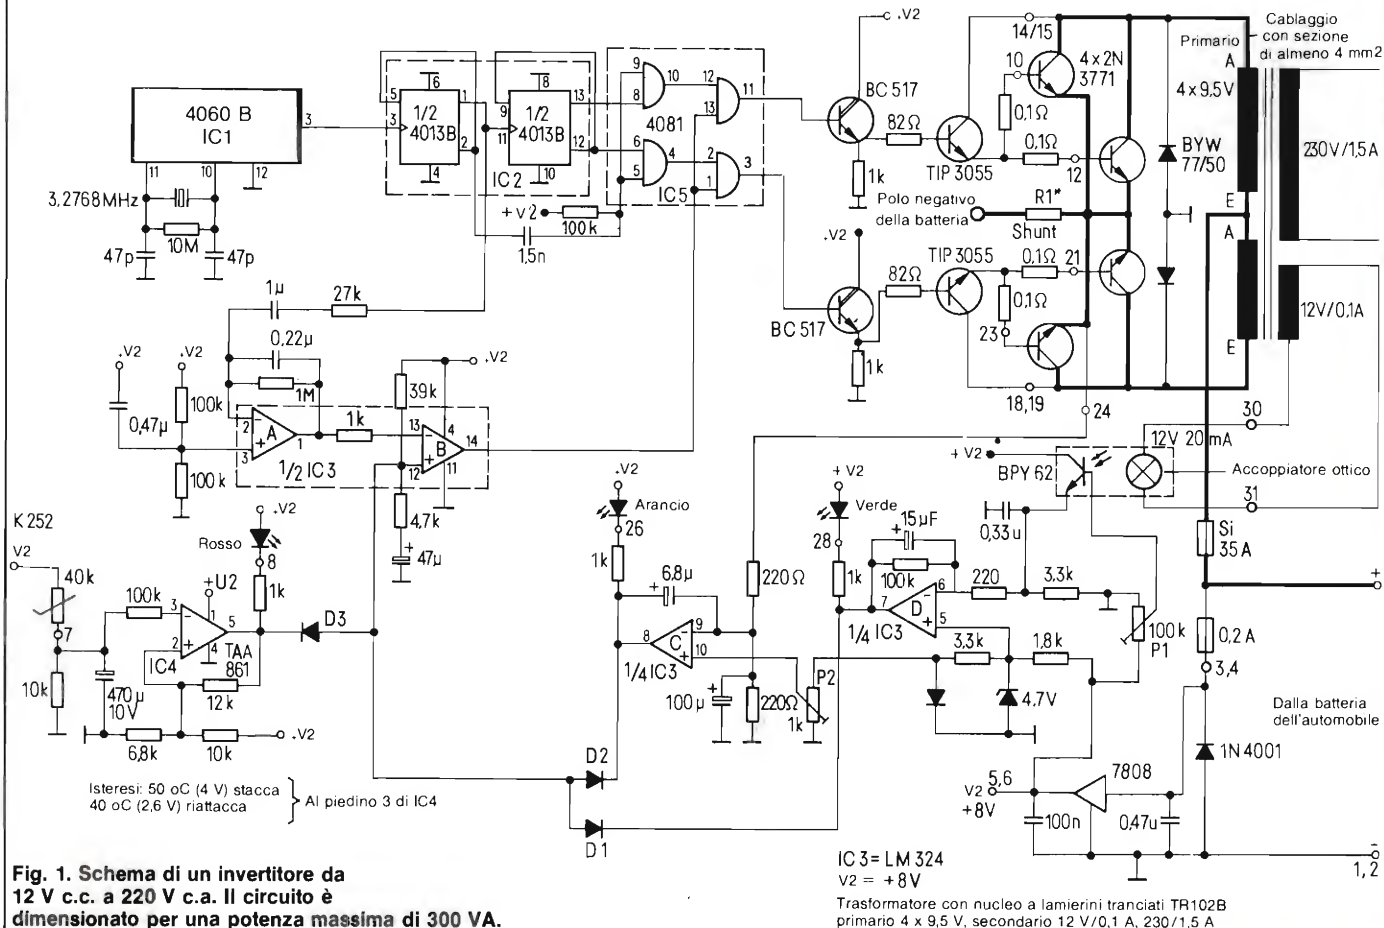 .V2
14/15
Cablaggio
con sezione
di almeno 4 mm2
Primario
A
4x9,5V
10
4x2N
3771
BC 517
4060 B
IC1
3
11
10
12
5
6
1
3
1/2
4013B
2
4
8
9
13
11
1/2
4013B
12
10
IC 2
9
8
10
12
13
11
4081
6
5
4
2
1
3
IC5
82Ω
1k
TIP 3055
0,1Ω
0,1Ω
12
BYW
77/50
230V/1,5A
3,2768MHz
10M
47p
47p
+V2
100k
1,5n
Polo negativo
della batteria
R1*
Shunt
E
A
.V2
TIP 3055
0,1Ω
21
82Ω
0,1Ω
23
BC 517
1k
12V/0,1A
E
1µ
27k
0,22µ
1M
.V2
.V2
0,47µ
100k
100k
2
3
A
1
1k
1/2 IC3
39k
.V2
13
12
4
B
11
14
4,7k
47µ
18,19
24
30
12V 20mA
+V2
BPY 62
Accoppiatore ottico
31
K 252
V2
40k
7
10k
Rosso
.V2
8
1k
100k
+U2
3
2
1
5
4
IC4
TAA
861
470µ
10V
12k
6,8k
10k
.V2
D3
.V2
Arancio
26
1k
6,8µ
8
9
10
C
1/4 IC3
100µ
220Ω
220Ω
+V2
Verde
28
1k
15µF
100k
7
6
5
D
1/4 IC3
0,33u
220
3,3k
100k
P1
3,3k
1,8k
P2
1k
4,7V
Si
35A
+
0,2A
3,4
Dalla batteria
dell'automobile
1N4001
Isteresi: 50 oC (4 V) stacca
40 oC (2,6 V) riattacca
Al piedino 3 di IC4
D2
D1
5,6
V2
+8V
7808
100n
0,47u
-
1,2
Fig. 1. Schema di un invertitore da
12 V c.c. a 220 V c.a. Il circuito è
dimensionato per una potenza massima di 300 VA.
IC3=LM 324
V2 = +8V
Trasformatore con nucleo a lamierini tranciati TR102B
primario 4 x 9,5 V, secondario 12 V/0,1 A, 230/1,5 A